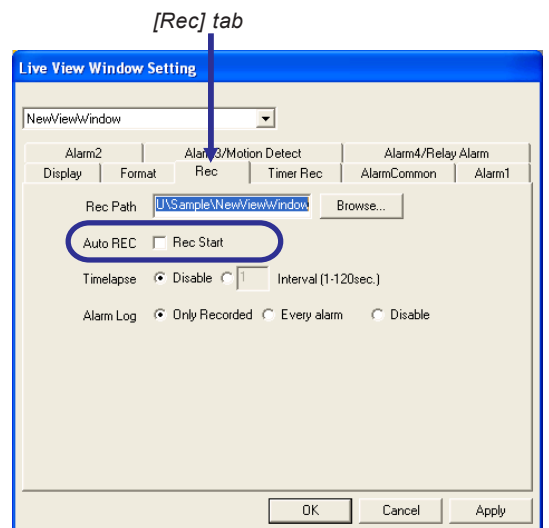 [Rec] tab
Live View Window Setting
NewViewWindow
Alarm2 Alarm3/Motion Detect Alarm4/Relay Alarm
Display Format Rec Timer Rec AlarmCommon Alarm1
Rec Path U\Sample\NewViewWindow Browse...
Auto REC Rec Start
Timelapse Disable 1 Interval (1-120sec.)
Alarm Log Only Recorded Every alarm Disable
OK Cancel Apply